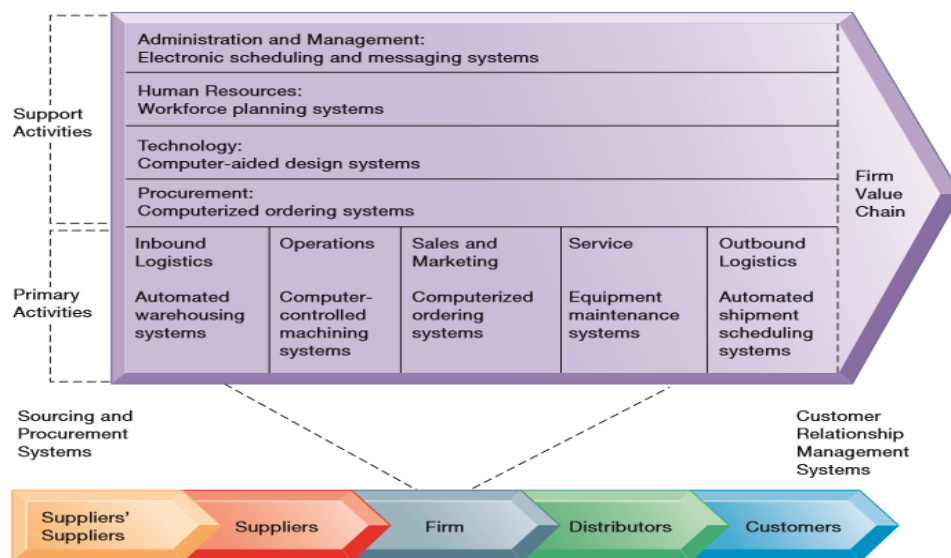 Support
Activities
Administration and Management:
Electronic scheduling and messaging systems
Human Resources:
Workforce planning systems
Technology:
Computer-aided design systems
Procurement:
Computerized ordering systems
Firm
Value
Chain
Primary
Activities
Inbound
Logistics
Automated
warehousing
systems
Operations
Computer-
controlled
machining
systems
Sales and
Marketing
Computerized
ordering
systems
Service
Equipment
maintenance
systems
Outbound
Logistics
Automated
shipment
scheduling
systems
Sourcing and
Procurement
Systems
Customer
Relationship
Management
Systems
Suppliers'
Suppliers
Suppliers
Firm
Distributors
Customers